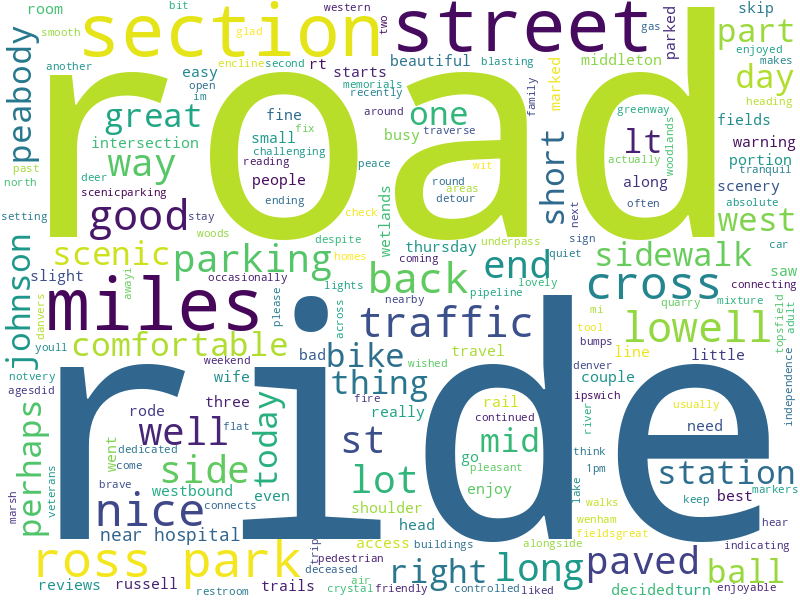 room
bit
western
smooth
glad
section
two
street
gas
parked
skip
part
peabody
another
encline
second
rt
starts
beautiful
blasting
middleton
enjoyed
makes
easy
open
im
memorials
recently
marked
day
heading
road
great
fine
around
one
family
greenway
fields
intersection
small
fix
challenging
busy
traverse
short
lt
actually
woodlands
warning
portion
past
way
reading
peace
wit
tranquil
north
deer
people
round
areas
along
scenery
scenicparking
ending
detour
next
often
absolute
setting
good
stay
check
wetlands
west
woods
despite
thursday
underpass
sign
car
scenic
homes
coming
quiet
sidewalk
connecting
johnson
parking
lights
nearby
back
end
lovely
cross
saw
slight
occasionally
pipeline
quarry
mixture
awayi
please
miles
across
traffic
mi
tool
lowell
topsfield
adult
danvers
youll
comfortable
bad
bike
wished
travel
bumps
line
little
independence
notvery
weekend
denver
couple
agesdid
wife
thing
fire
rail
ipswich
usually
perhaps
rode
three
really
continued
river
need
went
well
flat
today
st
mid
dedicated
go
think
come
side
pleasant
1pm
station
brave
even
lot
enjoy
lake
keep
best
markers
marsh
veterans
westbound
connects
shoulder
walks
ride
nice
head
wenham
hear
near hospital
fieldsgreat
indicating
trip
pedestrian
access
buildings
alongside
ross park
deceased
right
long
paved
ball
reviews
russell
trails
air
restroom
crystal
friendly
controlled
liked
decided
turn
enjoyable